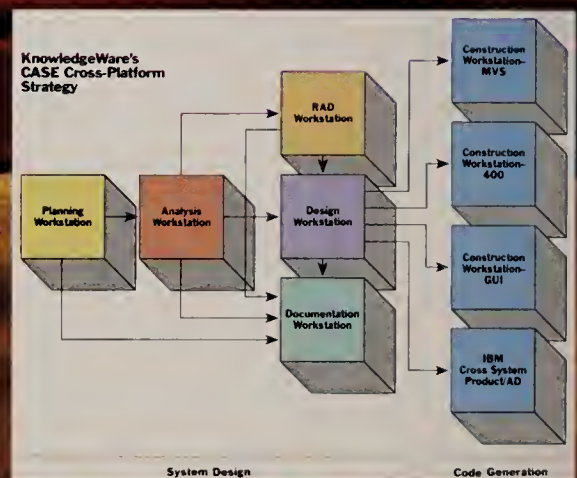 KnowledgeWare's
CASE Cross-Platform
Strategy
RAD
Workstation
Planning
Workstation
Analysis
Workstation
Design
Workstation
Documentation
Workstation
Construction
Workstation-
MVS
Construction
Workstation-
400
Construction
Workstation-
GUI
IBM
Cross System
Product/AD
System Design
Code Generation